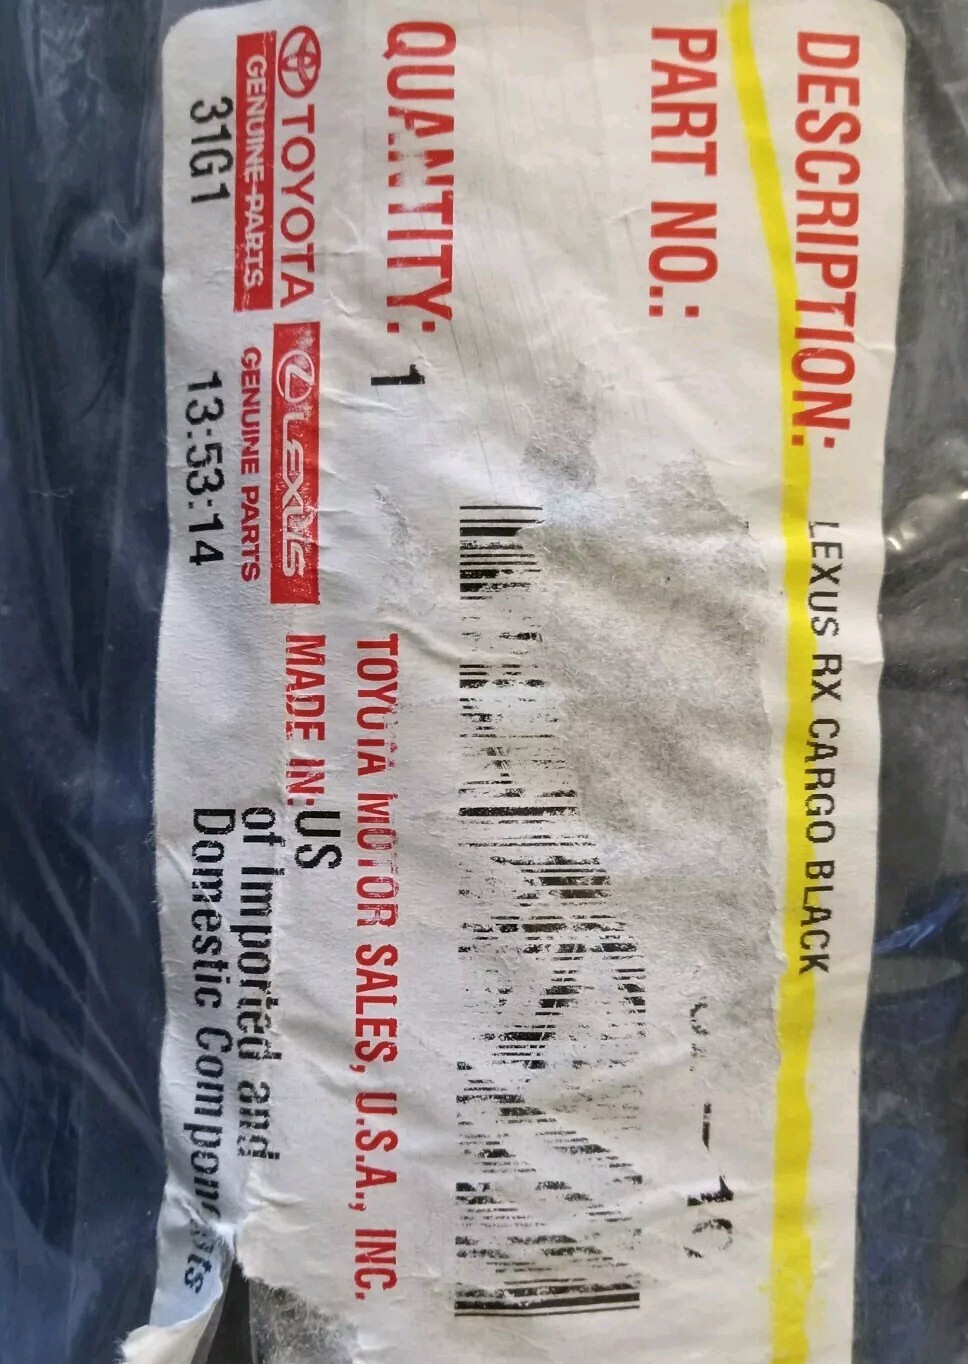 DESCRIPTION: LEXUS RX CARGO BLACK
PART NO.:
QUANTITY: 1
TOYOTA MOTOR SALES, U.S.A., INC.
TOYOTA
GENUINE PARTS
LEXUS
GENUINE PARTS
MADE IN: US
of Imported and
Domestic Components
31G1 13:53:14